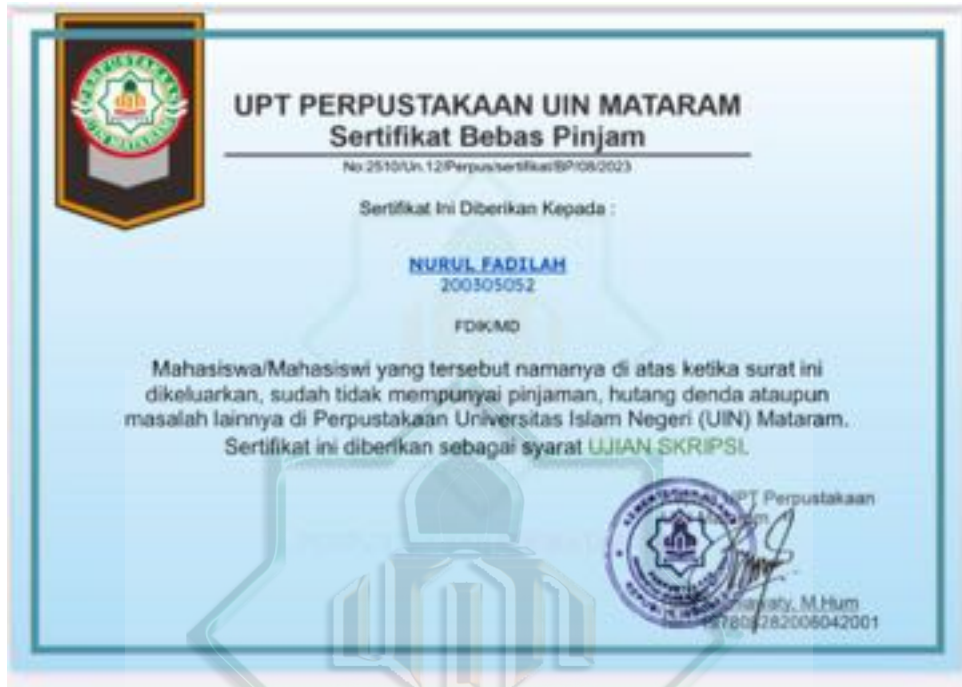 UPT PERPUSTAKAAN UIN MATARAM
Sertifikat Bebas Pinjam
No:2510/Un.12/Perpus/sertifikat/BP/08/2023
Sertifikat Ini Diberikan Kepada :
NURUL FADILAH
200305052
FDIK/MD
Mahasiswa/Mahasiswi yang tersebut namanya di atas ketika surat ini
dikeluarkan, sudah tidak mempunyai pinjaman, hutang denda ataupun
masalah lainnya di Perpustakaan Universitas Islam Negeri (UIN) Mataram.
Sertifikat ini diberikan sebagai syarat UJIAN SKRIPSI.
UPT Perpustakaan
M.Hum